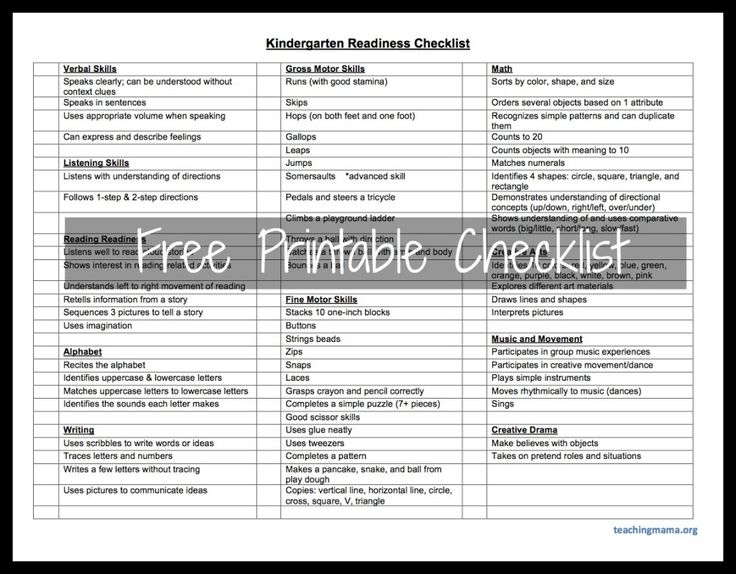 Kindergarten Readiness Checklist
Verbal Skills
Speaks clearly; can be understood without
context clues
Speaks in sentences
Uses appropriate volume when speaking
Can express and describe feelings
Listening Skills
Listens with understanding of directions
Follows 1-step & 2-step directions
Reading Readiness
Listens well to read aloud stories
Shows interest in reading related activities
Understands left to right movement of reading
Retells information from a story
Sequences 3 pictures to tell a story
Uses imagination
Alphabet
Recites the alphabet
Identifies uppercase & lowercase letters
Matches uppercase letters to lowercase letters
Identifies the sounds each letter makes
Writing
Uses scribbles to write words or ideas
Traces letters and numbers
Writes a few letters without tracing
Uses pictures to communicate ideas
Gross Motor Skills
Runs (with good stamina)
Skips
Hops (on both feet and one foot)
Gallops
Leaps
Jumps
Somersaults *advanced skill
Pedals and steers a tricycle
Climbs a playground ladder
Throws a ball with direction
Catches a thrown ball with arms and body
Bounces a ball
Fine Motor Skills
Stacks 10 one-inch blocks
Buttons
Strings beads
Zips
Snaps
Laces
Grasps crayon and pencil correctly
Completes a simple puzzle (7+ pieces)
Good scissor skills
Uses glue neatly
Uses tweezers
Completes a pattern
Makes a pancake, snake, and ball from
play dough
Copies: vertical line, horizontal line, circle,
cross, square, V, triangle
Math
Sorts by color, shape, and size
Orders several objects based on 1 attribute
Recognizes simple patterns and can duplicate
them
Counts to 20
Counts objects with meaning to 10
Matches numerals
Identifies 4 shapes: circle, square, triangle, and
rectangle
Demonstrates understanding of directional
concepts (up/down, right/left, over/under)
Shows understanding of and uses comparative
words (big/little, short/long, slow/fast)
Creative Arts
Identifies 10 red, yellow, blue, green,
orange, purple, black, white, brown, pink
Explores different art materials
Draws lines and shapes
Interprets pictures
Music and Movement
Participates in group music experiences
Participates in creative movement/dance
Plays simple instruments
Moves rhythmically to music (dances)
Sings
Creative Drama
Make believes with objects
Takes on pretend roles and situations
Free Printable Checklist
teachingmama.org